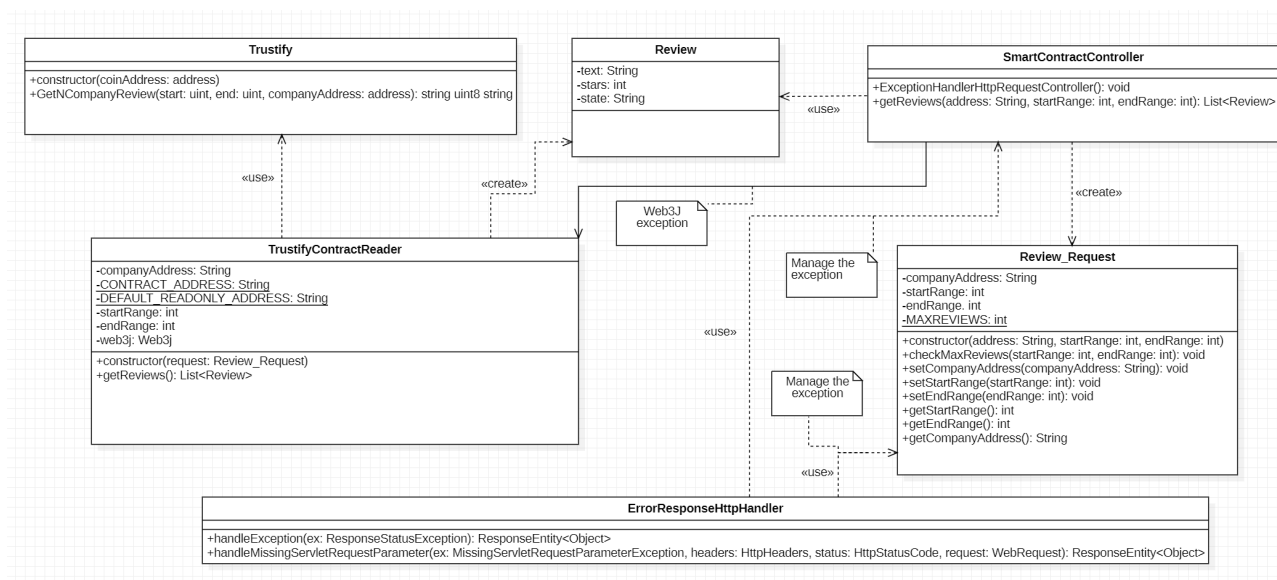 Trustify
+constructor(coinAddress: address)
+GetNCompanyReview(start: uint, end: uint, companyAddress: address): string uint8 string
Review
-text: String
-stars: int
-state: String
SmartContractController
+ExceptionHandlerHttpRequestController(): void
+getReviews(address: String, startRange: int, endRange: int): List<Review>
«use»
«use»
«create»
«create»
Web3J
exception
Manage the
exception
TrustifyContractReader
-companyAddress: String
-CONTRACT_ADDRESS: String
-DEFAULT_READONLY_ADDRESS: String
-startRange: int
-endRange: int
-web3j: Web3j
+constructor(request: Review_Request)
+getReviews(): List<Review>
Review_Request
-companyAddress: String
-startRange: int
-endRange. int
-MAXREVIEWS: int
+constructor(address: String, startRange: int, endRange: int)
+checkMaxReviews(startRange: int, endRange: int): void
+setCompanyAddress(companyAddress: String): void
+setStartRange(startRange: int): void
+setEndRange(endRange: int): void
+getStartRange(): int
+getEndRange(): int
+getCompanyAddress(): String
«use»
Manage the
exception
«use»
ErrorResponseHttpHandler
+handleException(ex: ResponseStatusException): ResponseEntity<Object>
+handleMissingServletRequestParameter(ex: MissingServletRequestParameterException, headers: HttpHeaders, status: HttpStatusCode, request: WebRequest): ResponseEntity<Object>